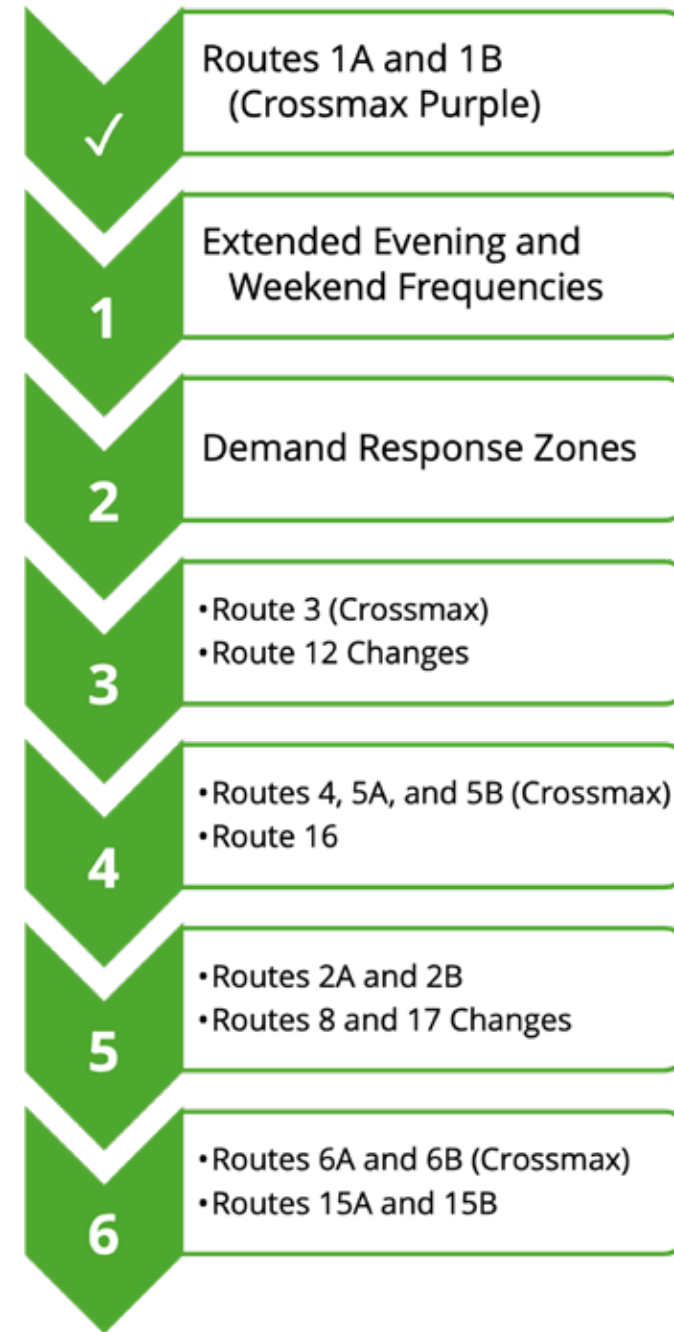 ✓
Routes 1A and 1B
(Crossmax Purple)
1
Extended Evening and
Weekend Frequencies
2
Demand Response Zones
3
•Route 3 (Crossmax)
•Route 12 Changes
4
•Routes 4, 5A, and 5B (Crossmax)
•Route 16
5
•Routes 2A and 2B
•Routes 8 and 17 Changes
6
•Routes 6A and 6B (Crossmax)
•Routes 15A and 15B